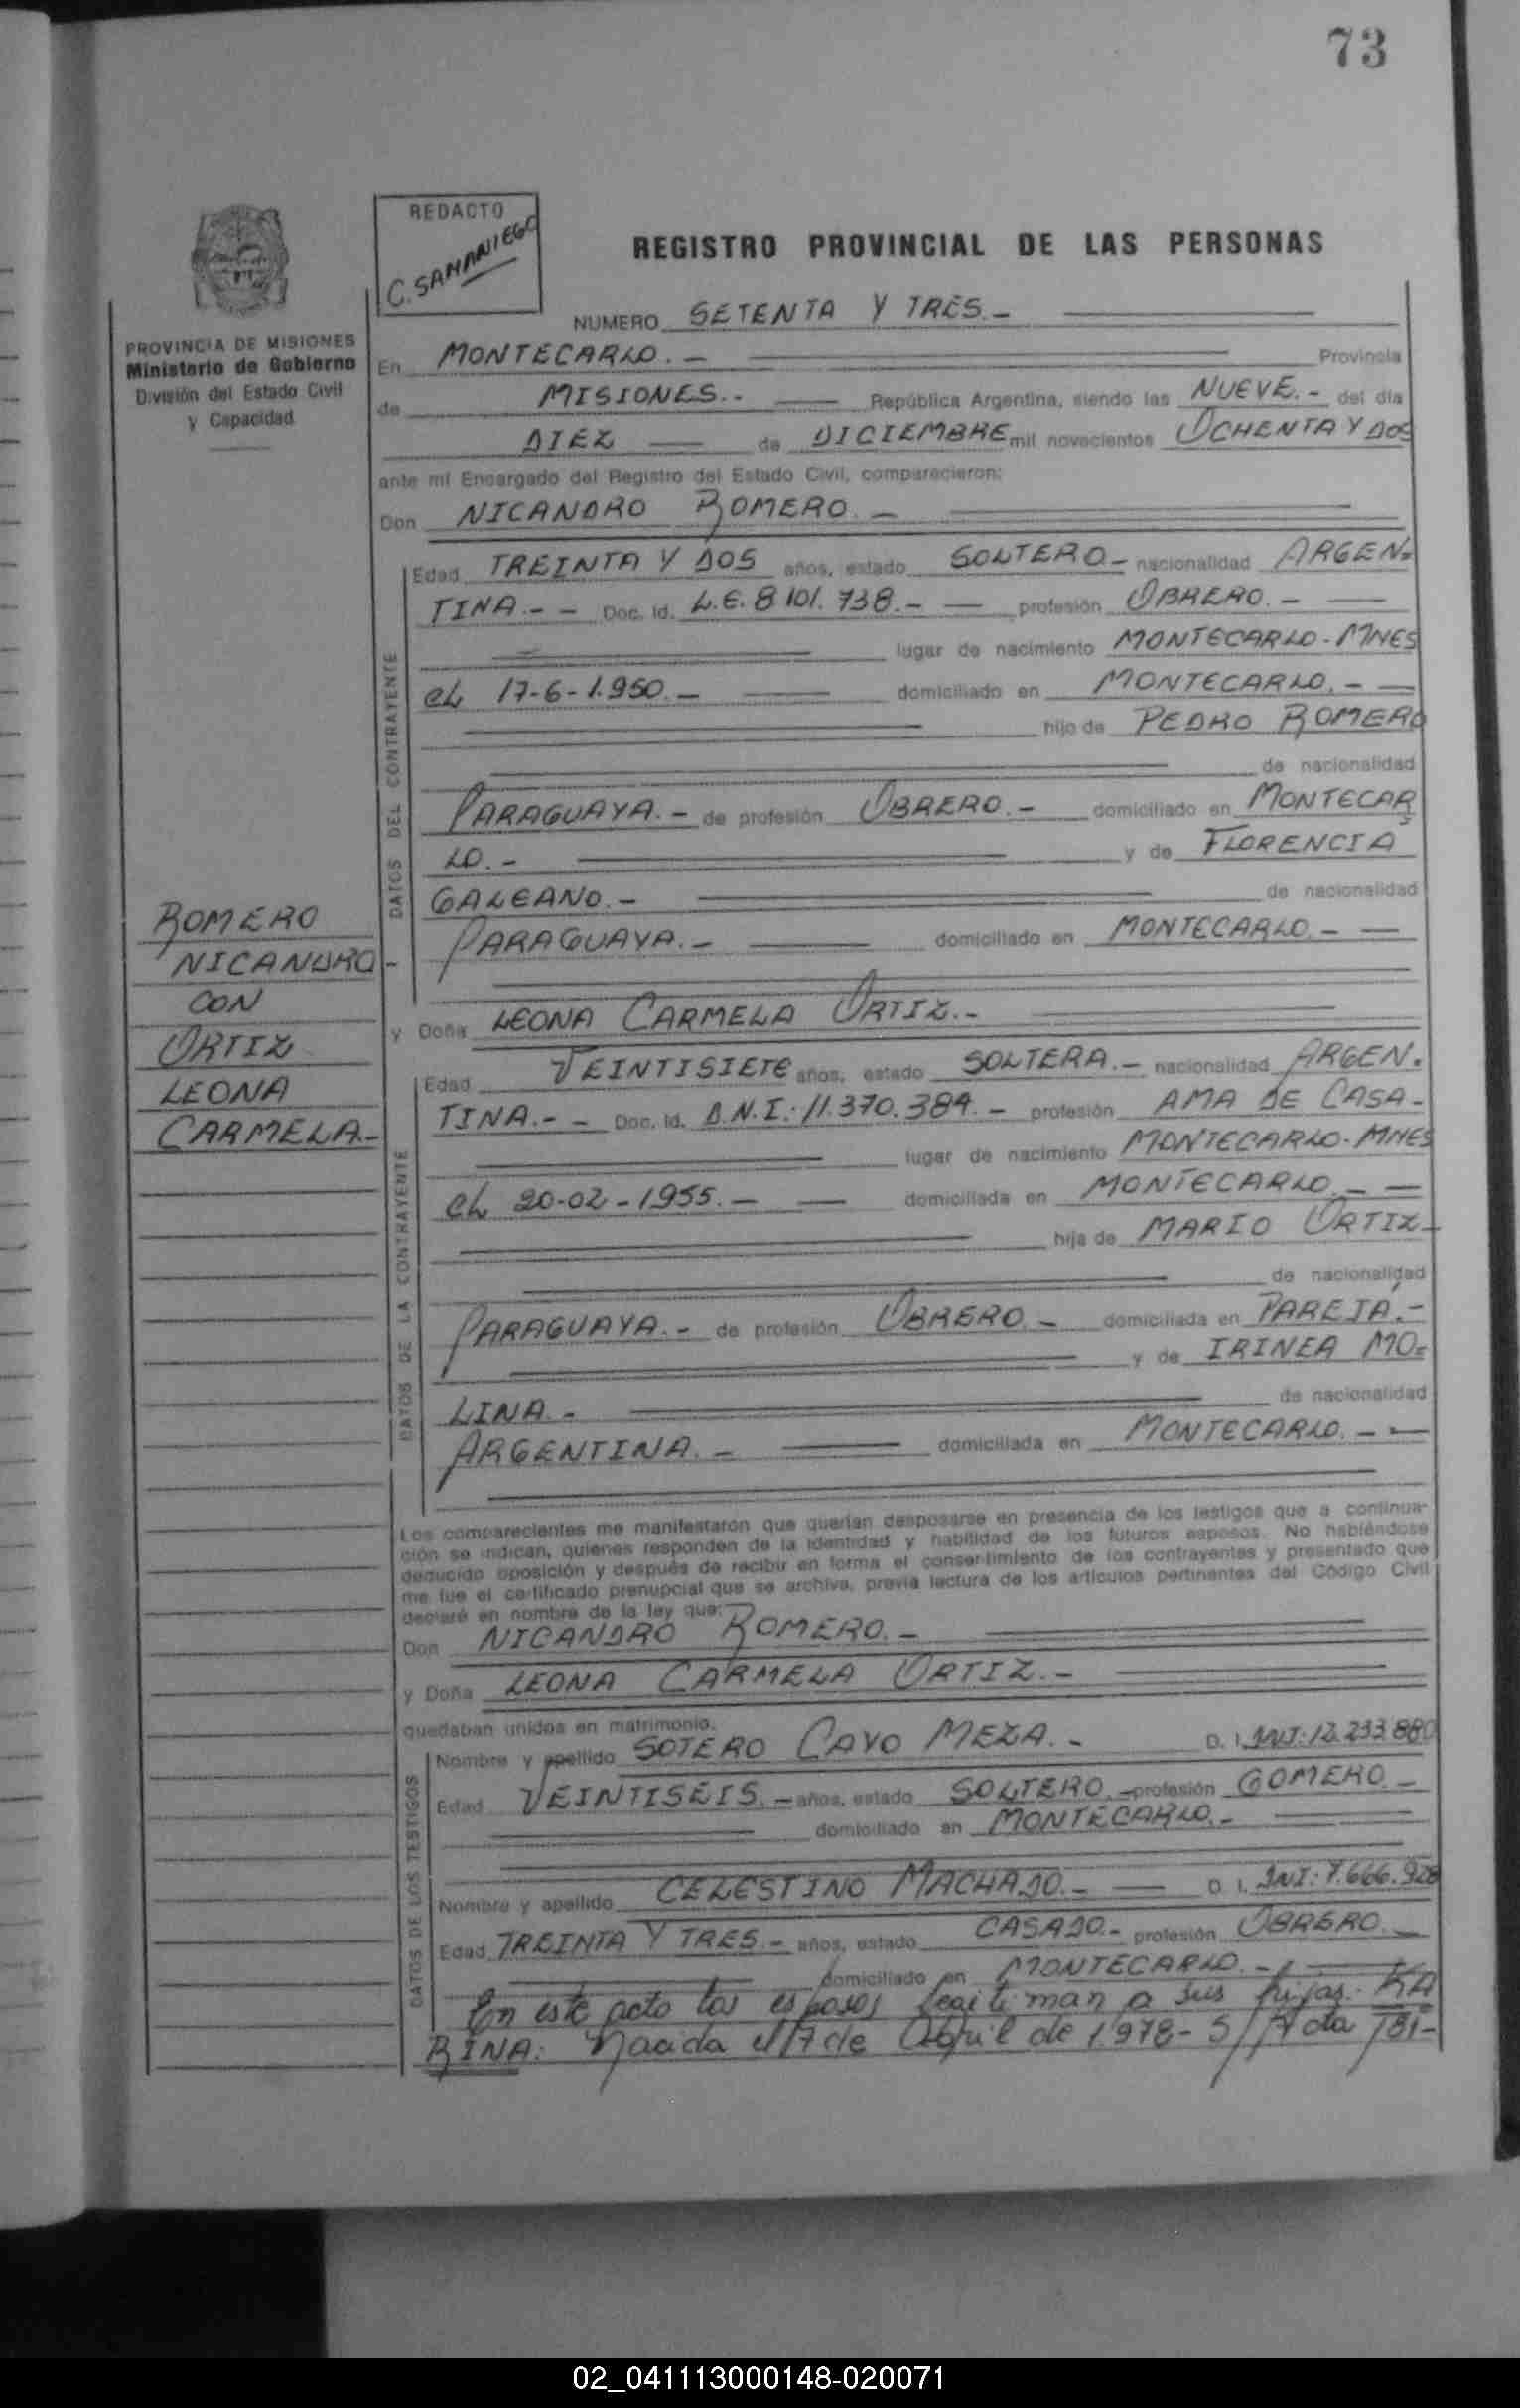 73
REDACTO
C. SAMANIEGO
REGISTRO PROVINCIAL DE LAS PERSONAS
NUMERO SETENTA Y TRES.-
PROVINCIA DE MISIONES
Ministerio de Gobierno
División del Estado Civil
y Capacidad
En MONTECARLO.- Provincia
de MISIONES.- República Argentina, siendo las NUEVE.- del día
DIEZ de DICIEMBRE mil novecientos OCHENTA Y DOS
ante mi Encargado del Registro del Estado Civil, comparecieron:
Don NICANDRO ROMERO.-
DATOS DEL CONTRAYENTE
Edad TREINTA Y DOS años, estado SOLTERO.- nacionalidad ARGEN-
TINA.-- Doc. Id. L.E. 8 101. 738.- profesión OBRERO.-
lugar de nacimiento MONTECARLO-MNES
el 17-6-1.950.- domiciliado en MONTECARLO.-
hijo de PEDRO ROMERO
de nacionalidad
PARAGUAYA.- de profesión OBRERO.- domiciliado en MONTECAR
LO.- y de FLORENCIA
GALEANO.- de nacionalidad
PARAGUAYA.- domiciliado en MONTECARLO.-
ROMERO
NICANDRO-
CON
ORTIZ
LEONA
CARMELA.-
y Doña LEONA CARMELA ORTIZ.-
DATOS DE LA CONTRAYENTE
Edad VEINTISIETE años, estado SOLTERA.- nacionalidad ARGEN.
TINA.-- Doc. Id. D.N.I.: 11.370.384.- profesión AMA DE CASA-
lugar de nacimiento MONTECARLO-MNES
el 20-02-1955.- domiciliada en MONTECARLO.-
hija de MARIO ORTIZ-
de nacionalidad
PARAGUAYA.- de profesión OBRERO.- domiciliada en PAREJA.-
y de IRINEA MO=
LINA.- de nacionalidad
ARGENTINA.- domiciliada en MONTECARLO.-
Los comparecientes me manifestaron que querían desposarse en presencia de los testigos que a continua-
ción se indican, quienes responden de la identidad y habilidad de los futuros esposos. No habiéndose
deducido oposición y después de recibir en forma el consentimiento de los contrayentes y presentado que
me fue el certificado prenupcial que se archiva, previa lectura de los artículos pertinentes del Código Civil
declaré en nombre de la ley que:
Don NICANDRO ROMERO.-
y Doña LEONA CARMELA ORTIZ.-
quedaban unidos en matrimonio.
DATOS DE LOS TESTIGOS
Nombre y apellido SOTERO CAYO MEZA.- D. I. DNI: 12.233.880
Edad VEINTISEIS.- años, estado SOLTERO.- profesión GOMERO.-
domiciliado en MONTECARLO.-
Nombre y apellido CELESTINO MACHADO.- D. I. DNI: 7.666.928
Edad TREINTA Y TRES.- años, estado CASADO.- profesión OBRERO.-
domiciliado en MONTECARLO.-
En este acto los esposos legitiman a sus hijas. KA
RINA: Nacida el 17 de Abril de 1.978- S/ Acta 181-
02_041113000148-020071